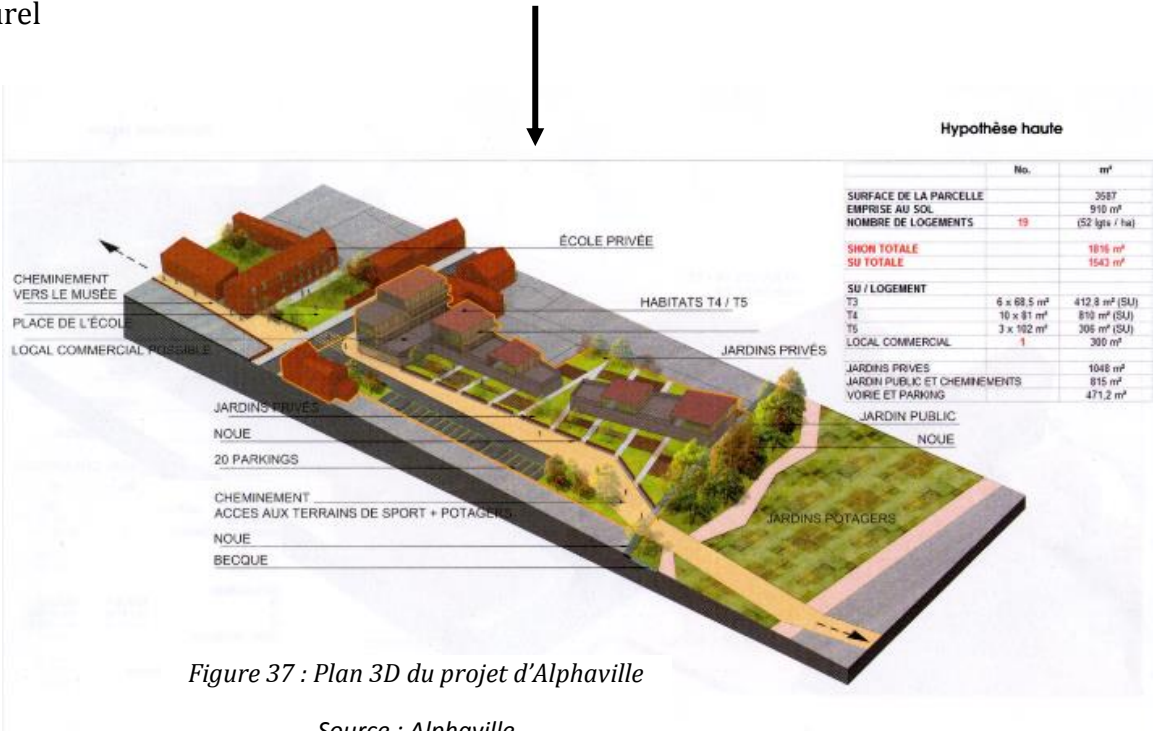 urel
Hypothèse haute
No. m²
SURFACE DE LA PARCELLE 3587
EMPRISE AU SOL 910 m²
NOMBRE DE LOGEMENTS 19 (52 lgts / ha)
SHON TOTALE 1816 m²
SU TOTALE 1543 m²
SU / LOGEMENT
T3 6 x 68,5 m² 412,8 m² (SU)
T4 10 x 81 m² 810 m² (SU)
T5 3 x 102 m² 306 m² (SU)
LOCAL COMMERCIAL 1 300 m²
JARDINS PRIVES 1048 m²
JARDIN PUBLIC ET CHEMINEMENTS 815 m²
VOIRIE ET PARKING 471,2 m²
ÉCOLE PRIVÉE
CHEMINEMENT
VERS LE MUSÉE
PLACE DE L'ÉCOLE
LOCAL COMMERCIAL POSSIBLE
HABITATS T4 / T5
JARDINS PRIVÉS
JARDINS PRIVÉS
NOUE
20 PARKINGS
CHEMINEMENT
ACCES AUX TERRAINS DE SPORT + POTAGERS
NOUE
BECQUE
JARDIN PUBLIC
NOUE
JARDINS POTAGERS
Figure 37 : Plan 3D du projet d'Alphaville
Source : Alphaville